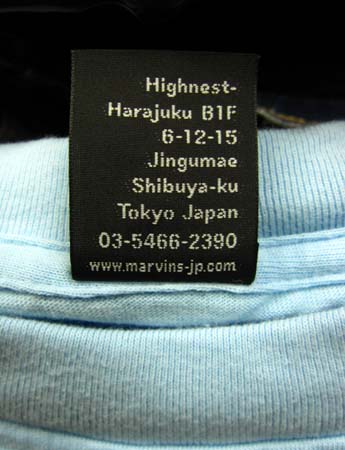 Highnest-
Harajuku B1F
6-12-15
Jingumae
Shibuya-ku
Tokyo Japan
03-5466-2390
www.marvins-jp.com